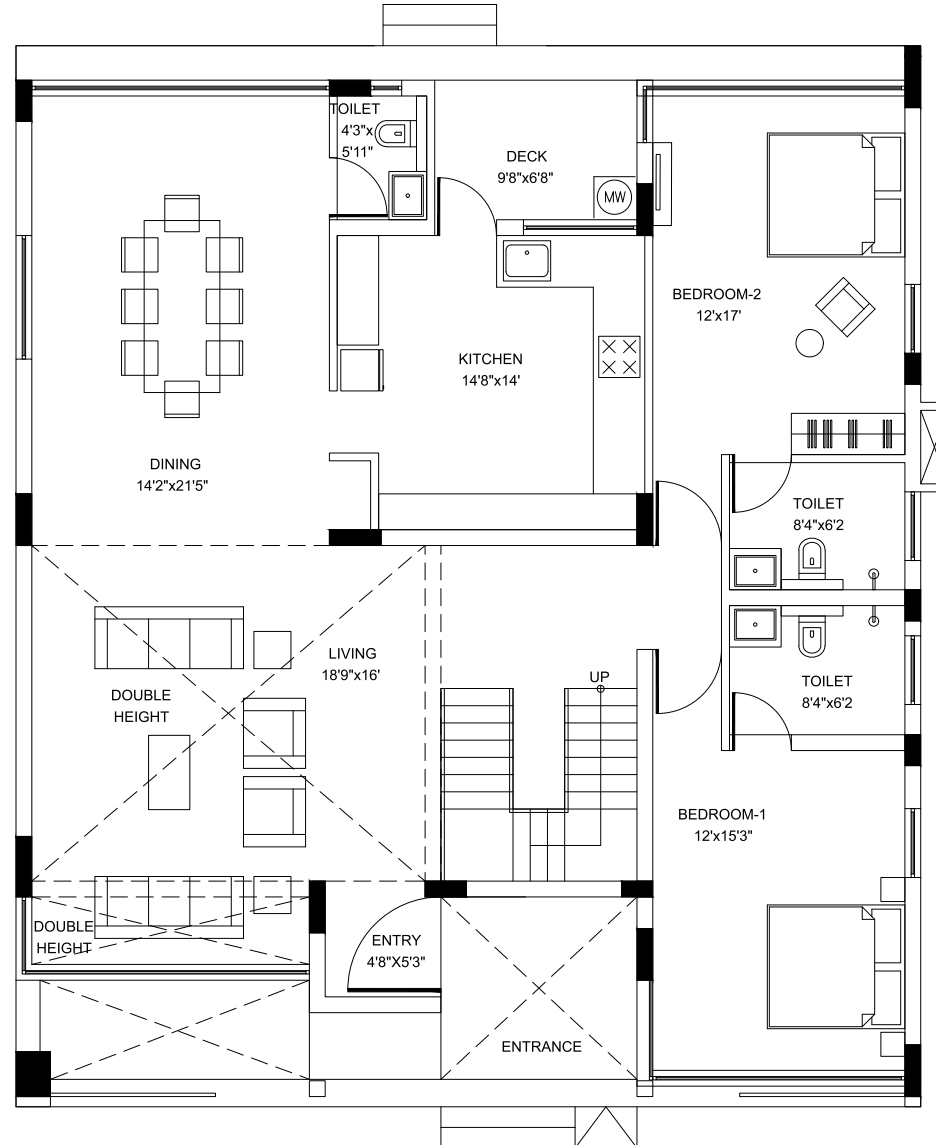 TOILET
4'3"x
5'11"
DECK
9'8"x6'8"
MW
BEDROOM-2
12'x17'
KITCHEN
14'8"x14'
DINING
14'2"x21'5"
TOILET
8'4"x6'2
LIVING
18'9"x16'
DOUBLE
HEIGHT
UP
TOILET
8'4"x6'2
BEDROOM-1
12'x15'3"
DOUBLE
HEIGHT
ENTRY
4'8"X5'3"
ENTRANCE